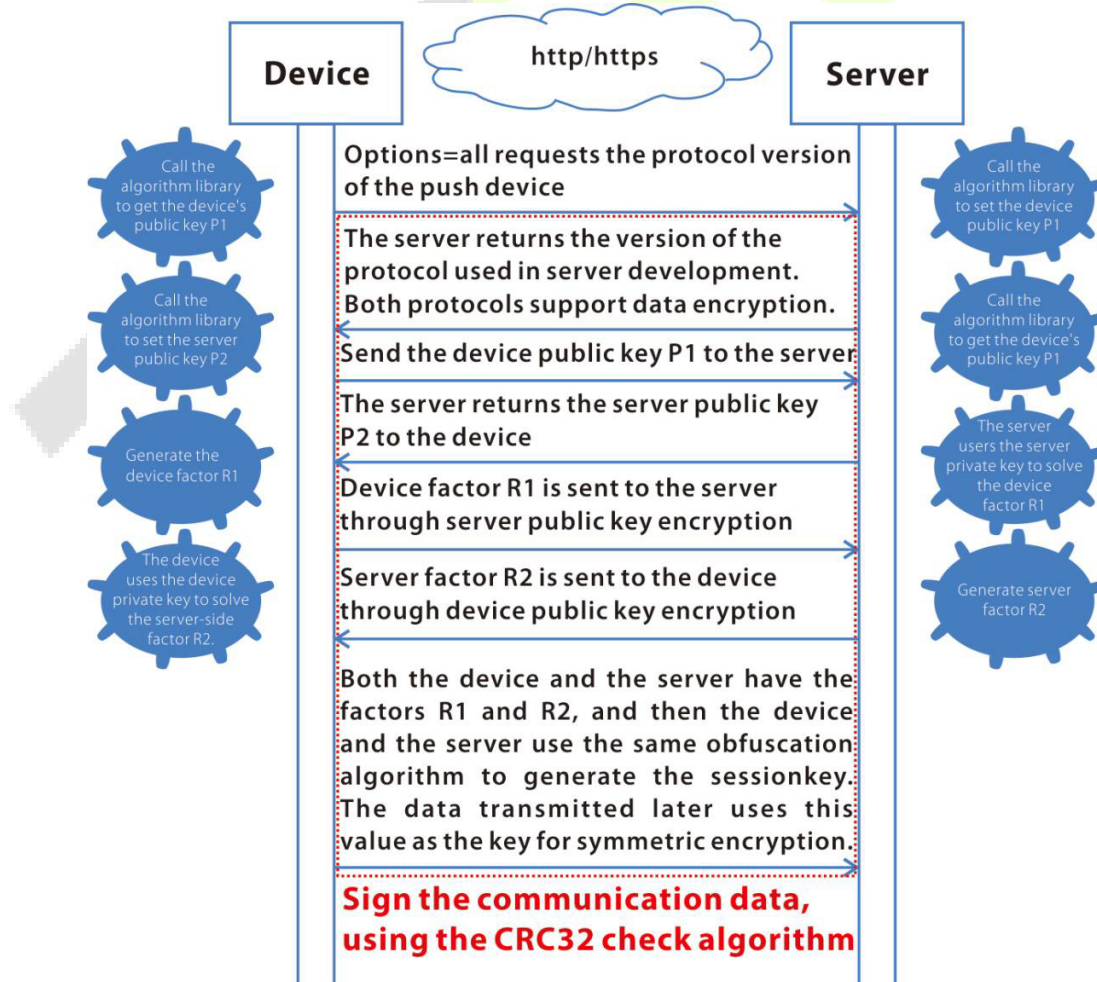 http/https
Device
Server
Call the
algorithm library
to get the device's
public key P1
Options=all requests the protocol version
of the push device
Call the
algorithm library
to set the device
public key P1
The server returns the version of the
protocol used in server development.
Both protocols support data encryption.
Call the
algorithm library
to set the server
public key P2
Call the
algorithm library
to get the device's
public key P1
Send the device public key P1 to the server
The server returns the server public key
P2 to the device
Generate the
device factor R1
The server
users the server
private key to solve
the device
factor R1
Device factor R1 is sent to the server
through server public key encryption
The device
uses the device
private key to solve
the server-side
factor R2.
Server factor R2 is sent to the device
through device public key encryption
Generate server
factor R2
Both the device and the server have the
factors R1 and R2, and then the device
and the server use the same obfuscation
algorithm to generate the sessionkey.
The data transmitted later uses this
value as the key for symmetric encryption.
Sign the communication data,
using the CRC32 check algorithm